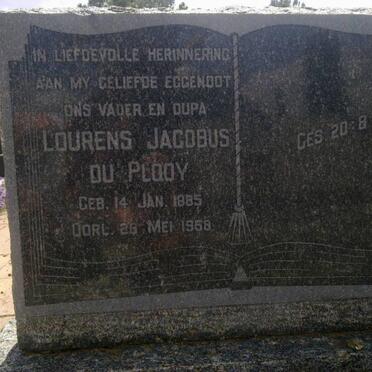 IN LIEFDEVOLLE HERINNERING
AAN MY GELIEFDE EGGENOOT
ONS VADER EN OUPA
LOURENS JACOBUS
DU PLOOY
GEB. 14 JAN. 1885
OORL. 26 MEI 1958
GES 20-8